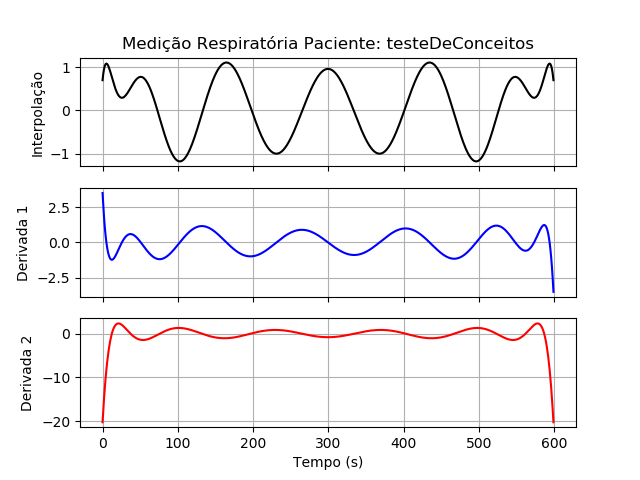 Medição Respiratória Paciente: testeDeConceitos
Interpolação
1
0
−1
Derivada 1
2.5
0.0
−2.5
Derivada 2
0
−10
−20
0 100 200 300 400 500 600
Tempo (s)